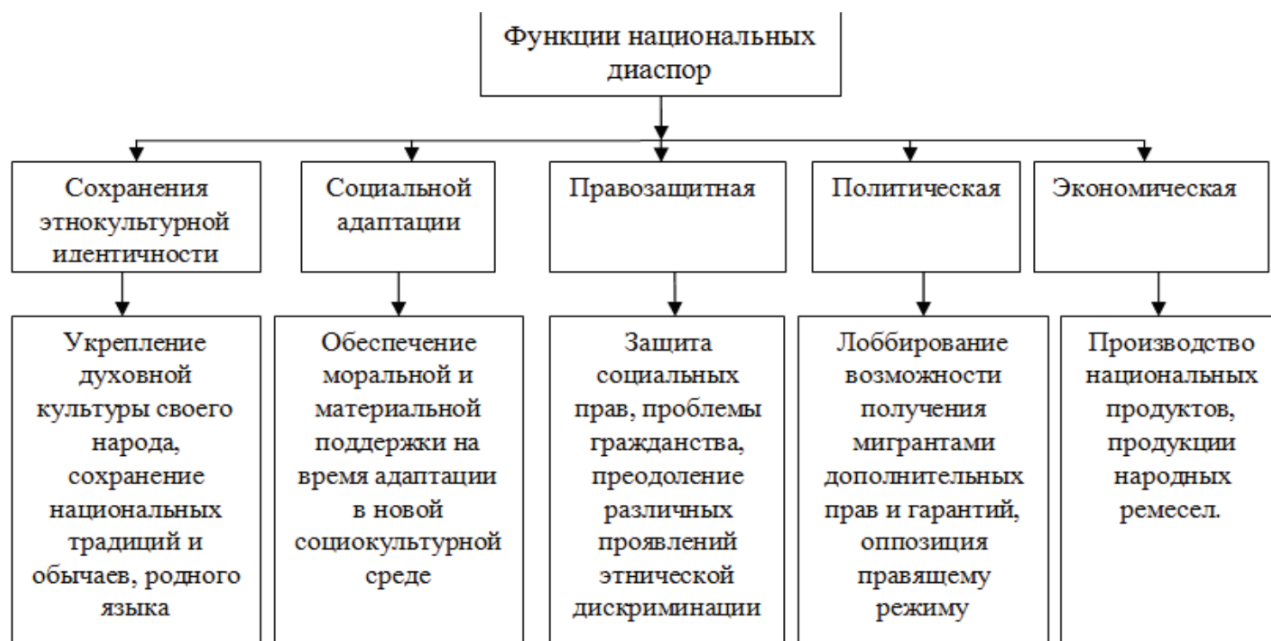 Функции национальных
диаспор
Сохранения
этнокультурной
идентичности
Социальной
адаптации
Правозащитная
Политическая
Экономическая
Укрепление
духовной
культуры своего
народа,
сохранение
национальных
традиций и
обычаев, родного
языка
Обеспечение
моральной и
материальной
поддержки на
время адаптации
в новой
социокультурной
среде
Защита
социальных
прав, проблемы
гражданства,
преодоление
различных
проявлений
этнической
дискриминации
Лоббирование
возможности
получения
мигрантами
дополнительных
прав и гарантий,
оппозиция
правящему
режиму
Производство
национальных
продуктов,
продукции
народных
ремесел.